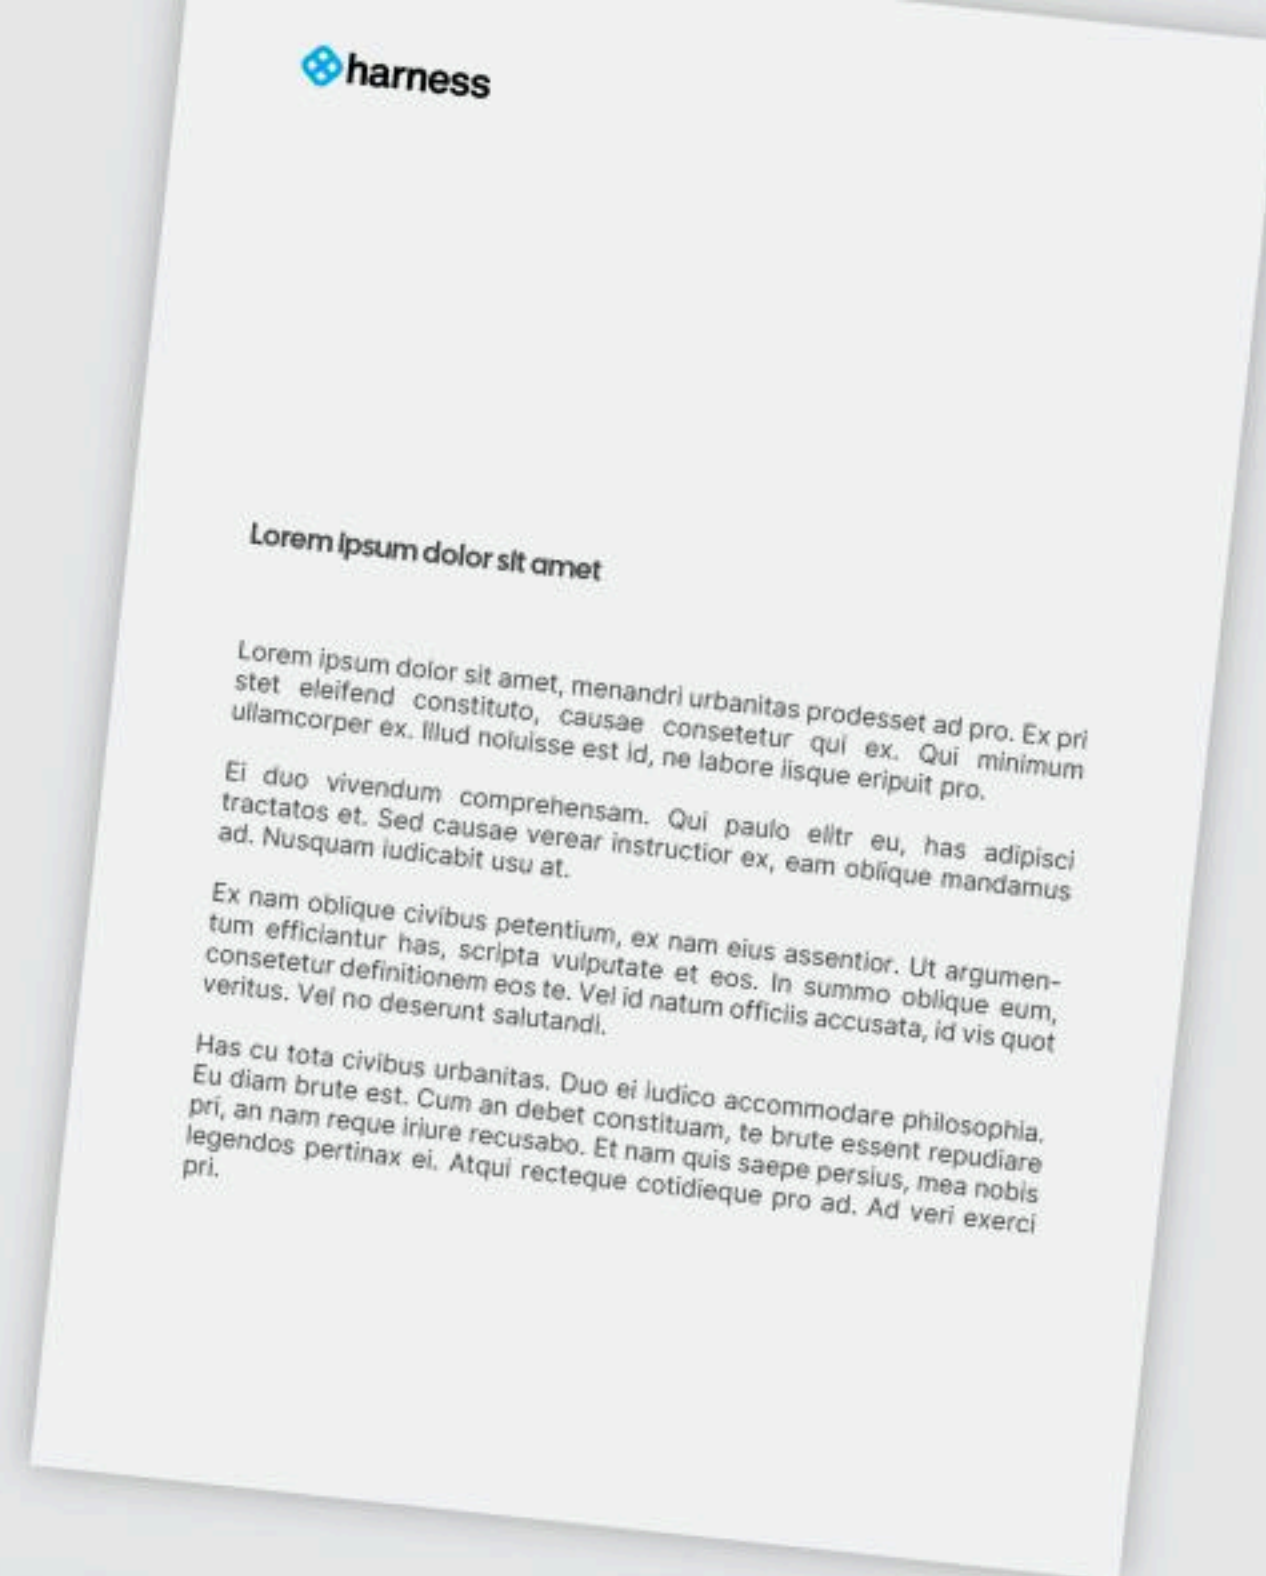 harness
Lorem ipsum dolor sit amet
Lorem ipsum dolor sit amet, menandri urbanitas prodesset ad pro. Ex pri
stet eleifend constituto, causae consetetur qui ex. Qui minimum
ullamcorper ex. Illud noluisse est id, ne labore iisque eripuit pro.
Ei duo vivendum comprehensam. Qui paulo elitr eu, has adipisci
tractatos et. Sed causae verear instructior ex, eam oblique mandamus
ad. Nusquam iudicabit usu at.
Ex nam oblique civibus petentium, ex nam eius assentior. Ut argumen-
tum efficiantur has, scripta vulputate et eos. In summo oblique eum,
consetetur definitionem eos te. Vel id natum officiis accusata, id vis quot
veritus. Vel no deserunt salutandi.
Has cu tota civibus urbanitas. Duo ei iudico accommodare philosophia.
Eu diam brute est. Cum an debet constituam, te brute essent repudiare
pri, an nam reque iriure recusabo. Et nam quis saepe persius, mea nobis
legendos pertinax ei. Atqui recteque cotidieque pro ad. Ad veri exerci
pri.